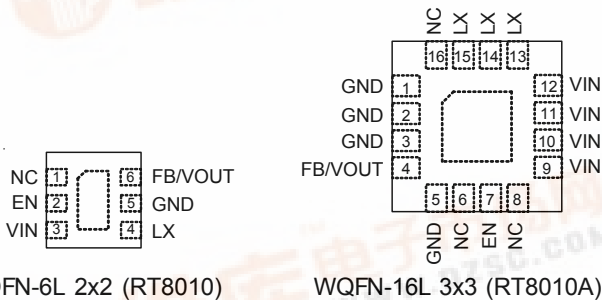 NC LX LX LX
16 15 14 13
GND 1 12 VIN
GND 2 11 VIN
GND 3 10 VIN
FB/VOUT 4 9 VIN
5 6 7 8
GND NC EN NC
NC 1 6 FB/VOUT
EN 2 5 GND
VIN 3 4 LX
FN-6L 2x2 (RT8010)
WQFN-16L 3x3 (RT8010A)